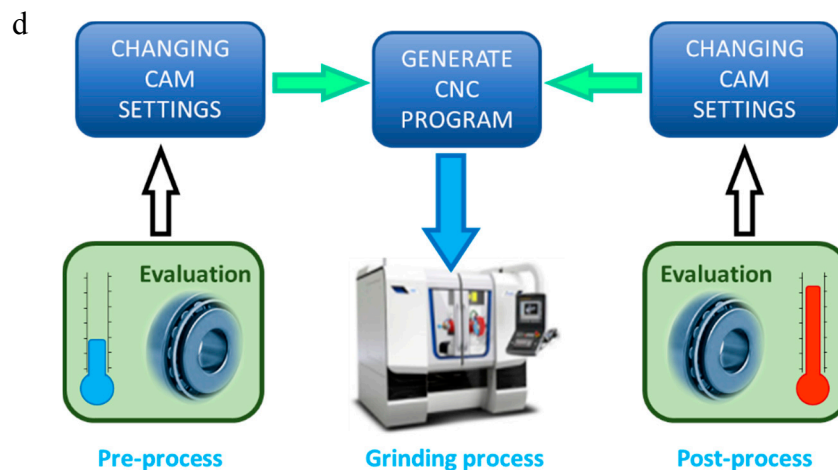 d
CHANGING
CAM
SETTINGS
GENERATE
CNC
PROGRAM
CHANGING
CAM
SETTINGS
Evaluation
Evaluation
Pre-process
Grinding process
Post-process